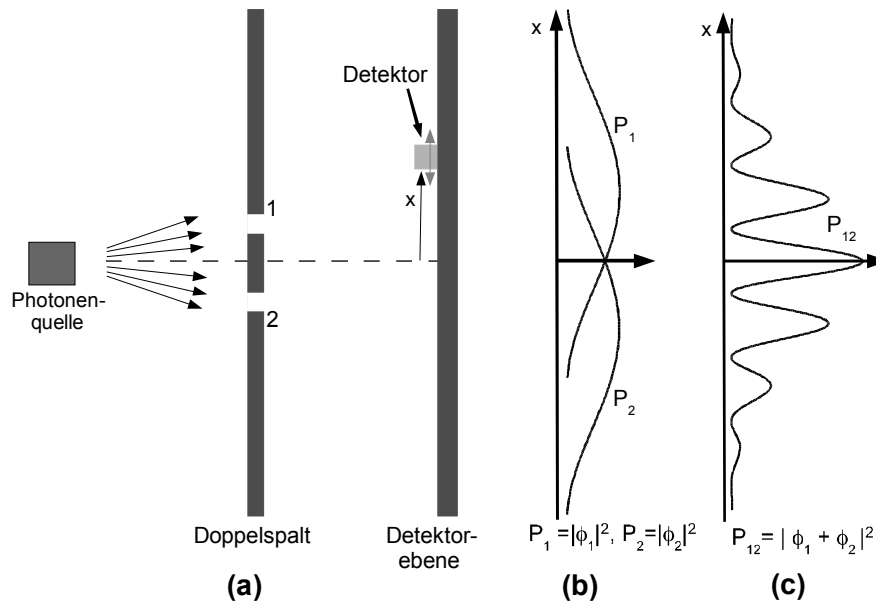 Detektor
x
1
2
Photonen-
quelle
Doppelspalt
Detektor-
ebene
(a)
x
P₁
P₂
P₁ =|ϕ₁|², P₂=|ϕ₂|²
(b)
x
P₁₂
P₁₂= | ϕ₁ + ϕ₂ |²
(c)